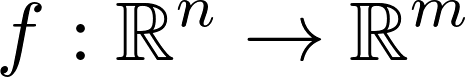 f : ℝⁿ → ℝᵐ